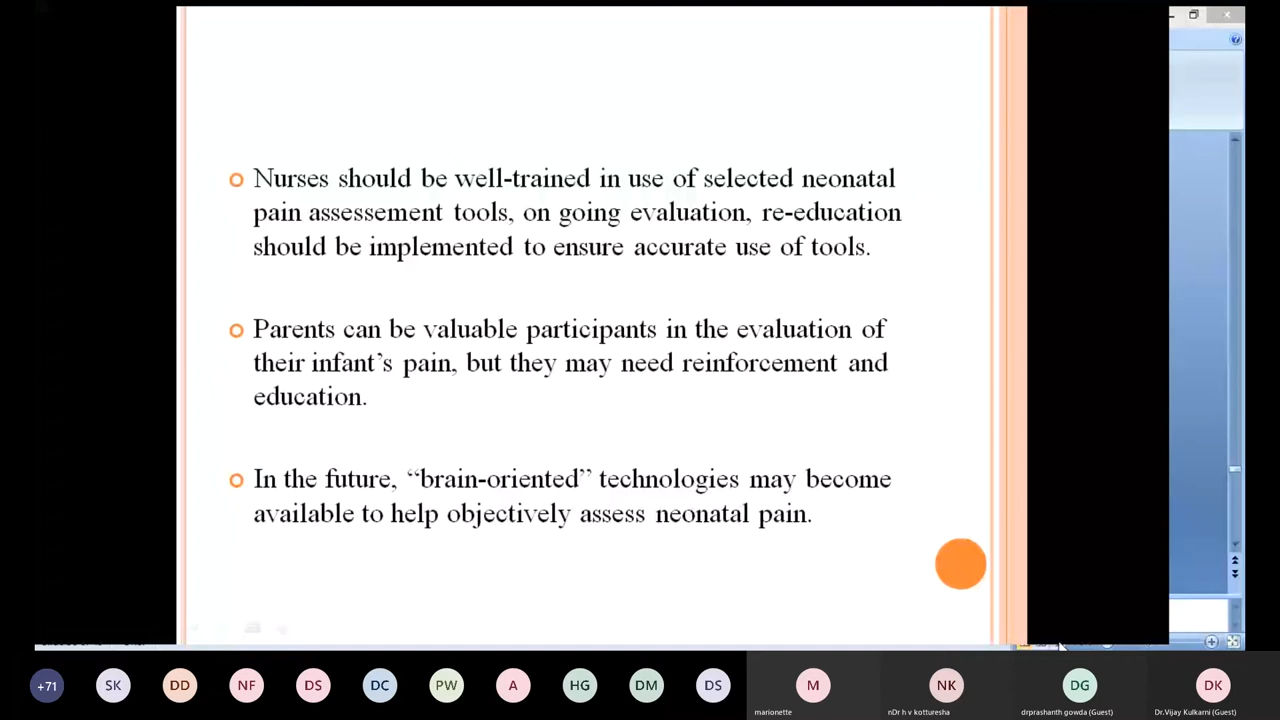 Nurses should be well-trained in use of selected neonatal
pain assessement tools, on going evaluation, re-education
should be implemented to ensure accurate use of tools.
Parents can be valuable participants in the evaluation of
their infant’s pain, but they may need reinforcement and
education.
In the future, “brain-oriented” technologies may become
available to help objectively assess neonatal pain.
+71 SK DD NF DS DC PW A HG DM DS M NK DG DK
marionette nDr h v kotturesha drprashanth gowda (Guest) Dr.Vijay Kulkarni (Guest)